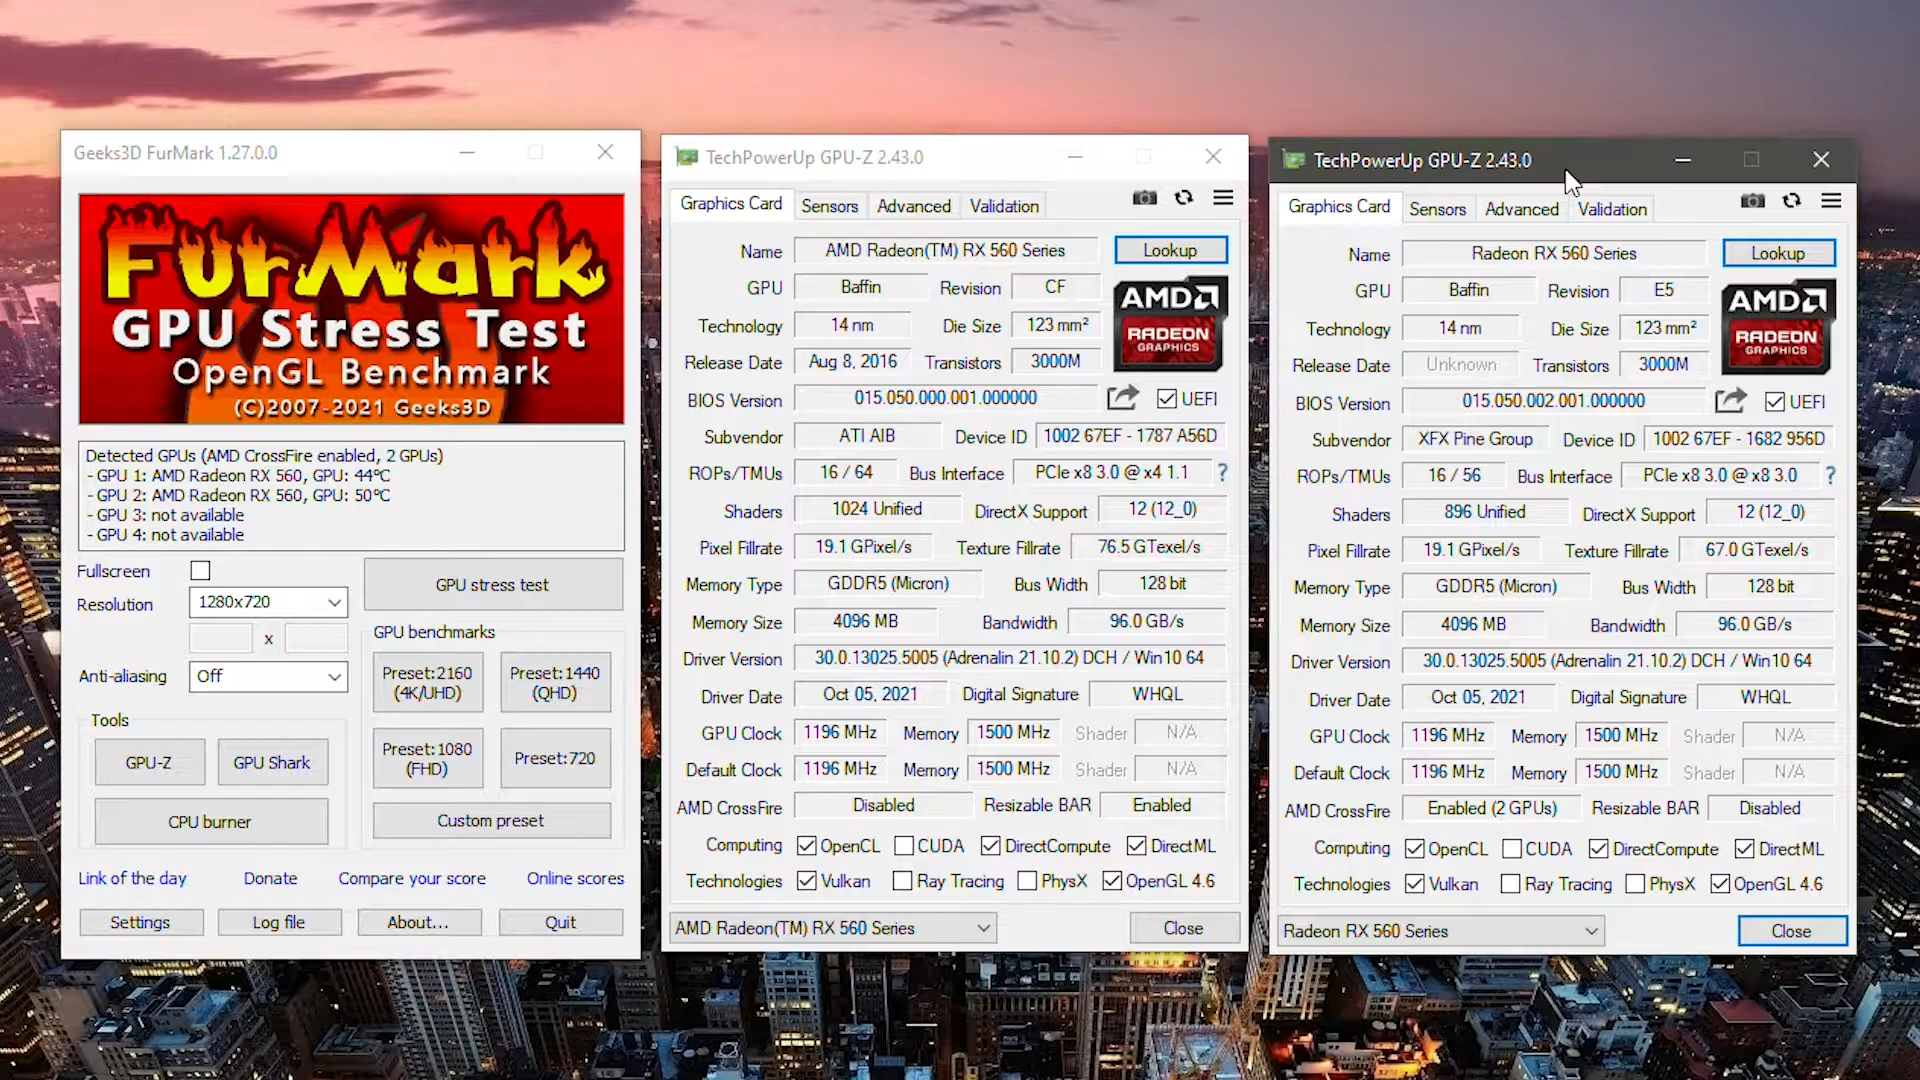 Geeks3D FurMark 1.27.0.0
FurMark
GPU Stress Test
OpenGL Benchmark
(C)2007-2021 Geeks3D
Detected GPUs (AMD CrossFire enabled, 2 GPUs)
- GPU 1: AMD Radeon RX 560, GPU: 44°C
- GPU 2: AMD Radeon RX 560, GPU: 50°C
- GPU 3: not available
- GPU 4: not available
Fullscreen
Resolution 1280x720
x
Anti-aliasing Off
GPU stress test
GPU benchmarks
Preset:2160 (4K/UHD)
Preset:1440 (QHD)
Preset:1080 (FHD)
Preset:720
Custom preset
Tools
GPU-Z GPU Shark
CPU burner
Link of the day Donate Compare your score Online scores
Settings Log file About... Quit
TechPowerUp GPU-Z 2.43.0
Graphics Card Sensors Advanced Validation
Name AMD Radeon(TM) RX 560 Series Lookup
GPU Baffin Revision CF
AMD
RADEON
GRAPHICS
Technology 14 nm Die Size 123 mm²
Release Date Aug 8, 2016 Transistors 3000M
BIOS Version 015.050.000.001.000000 UEFI
Subvendor ATI AIB Device ID 1002 67EF - 1787 A56D
ROPs/TMUs 16 / 64 Bus Interface PCIe x8 3.0 @ x4 1.1 ?
Shaders 1024 Unified DirectX Support 12 (12_0)
Pixel Fillrate 19.1 GPixel/s Texture Fillrate 76.5 GTexel/s
Memory Type GDDR5 (Micron) Bus Width 128 bit
Memory Size 4096 MB Bandwidth 96.0 GB/s
Driver Version 30.0.13025.5005 (Adrenalin 21.10.2) DCH / Win10 64
Driver Date Oct 05, 2021 Digital Signature WHQL
GPU Clock 1196 MHz Memory 1500 MHz Shader N/A
Default Clock 1196 MHz Memory 1500 MHz Shader N/A
AMD CrossFire Disabled Resizable BAR Enabled
Computing OpenCL CUDA DirectCompute DirectML
Technologies Vulkan Ray Tracing PhysX OpenGL 4.6
AMD Radeon(TM) RX 560 Series Close
TechPowerUp GPU-Z 2.43.0
Graphics Card Sensors Advanced Validation
Name Radeon RX 560 Series Lookup
GPU Baffin Revision E5
AMD
RADEON
GRAPHICS
Technology 14 nm Die Size 123 mm²
Release Date Unknown Transistors 3000M
BIOS Version 015.050.002.001.000000 UEFI
Subvendor XFX Pine Group Device ID 1002 67EF - 1682 956D
ROPs/TMUs 16 / 56 Bus Interface PCIe x8 3.0 @ x8 3.0 ?
Shaders 896 Unified DirectX Support 12 (12_0)
Pixel Fillrate 19.1 GPixel/s Texture Fillrate 67.0 GTexel/s
Memory Type GDDR5 (Micron) Bus Width 128 bit
Memory Size 4096 MB Bandwidth 96.0 GB/s
Driver Version 30.0.13025.5005 (Adrenalin 21.10.2) DCH / Win10 64
Driver Date Oct 05, 2021 Digital Signature WHQL
GPU Clock 1196 MHz Memory 1500 MHz Shader N/A
Default Clock 1196 MHz Memory 1500 MHz Shader N/A
AMD CrossFire Enabled (2 GPUs) Resizable BAR Disabled
Computing OpenCL CUDA DirectCompute DirectML
Technologies Vulkan Ray Tracing PhysX OpenGL 4.6
Radeon RX 560 Series Close